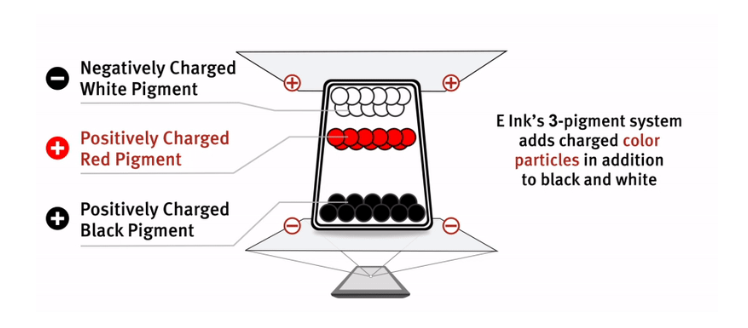 Negatively Charged
White Pigment
Positively Charged
Red Pigment
Positively Charged
Black Pigment
E Ink's 3-pigment system
adds charged color
particles in addition
to black and white